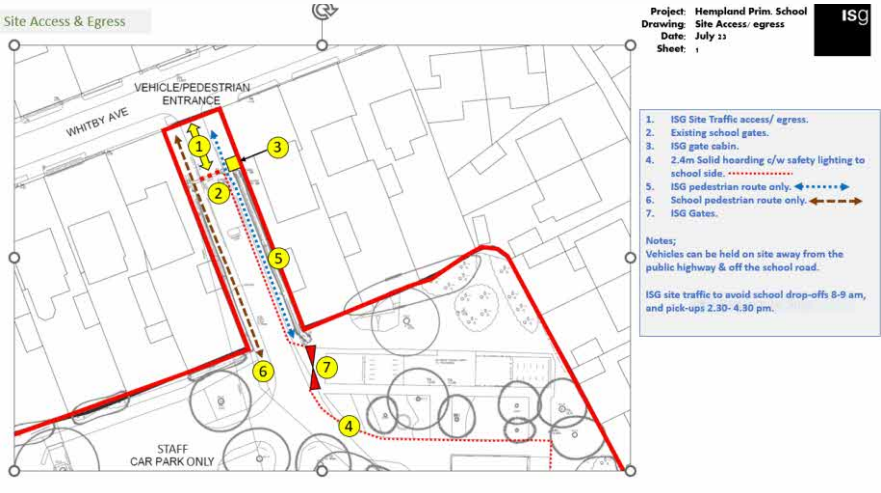 Site Access & Egress
Project: Hempland Prim. School
Drawing: Site Access/ egress
Date: July 23
Sheet: 1
ISG
VEHICLE/PEDESTRIAN
ENTRANCE
WHITBY AVE
1
3
2
5
7
6
4
STAFF
CAR PARK ONLY
1. ISG Site Traffic access/ egress.
2. Existing school gates.
3. ISG gate cabin.
4. 2.4m Solid hoarding c/w safety lighting to
school side.
5. ISG pedestrian route only.
6. School pedestrian route only.
7. ISG Gates.
Notes;
Vehicles can be held on site away from the
public highway & off the school road.
ISG site traffic to avoid school drop-offs 8-9 am,
and pick-ups 2.30- 4.30 pm.